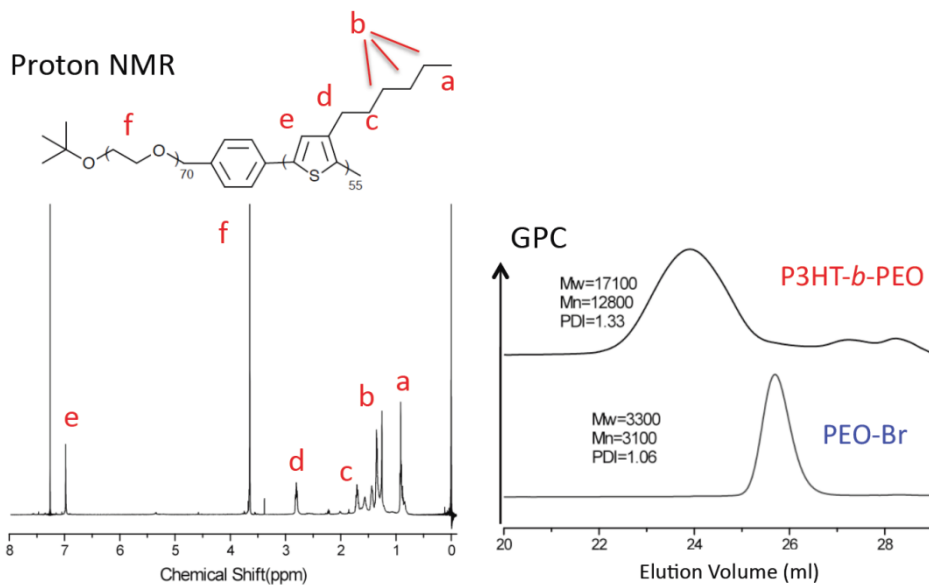 Proton NMR
b
a
d
c
e
f
O
O
70
S
55
f
e
d
c
b
a
8 7 6 5 4 3 2 1 0
Chemical Shift(ppm)
GPC
P3HT-b-PEO
Mw=17100
Mn=12800
PDI=1.33
PEO-Br
Mw=3300
Mn=3100
PDI=1.06
20 22 24 26 28
Elution Volume (ml)